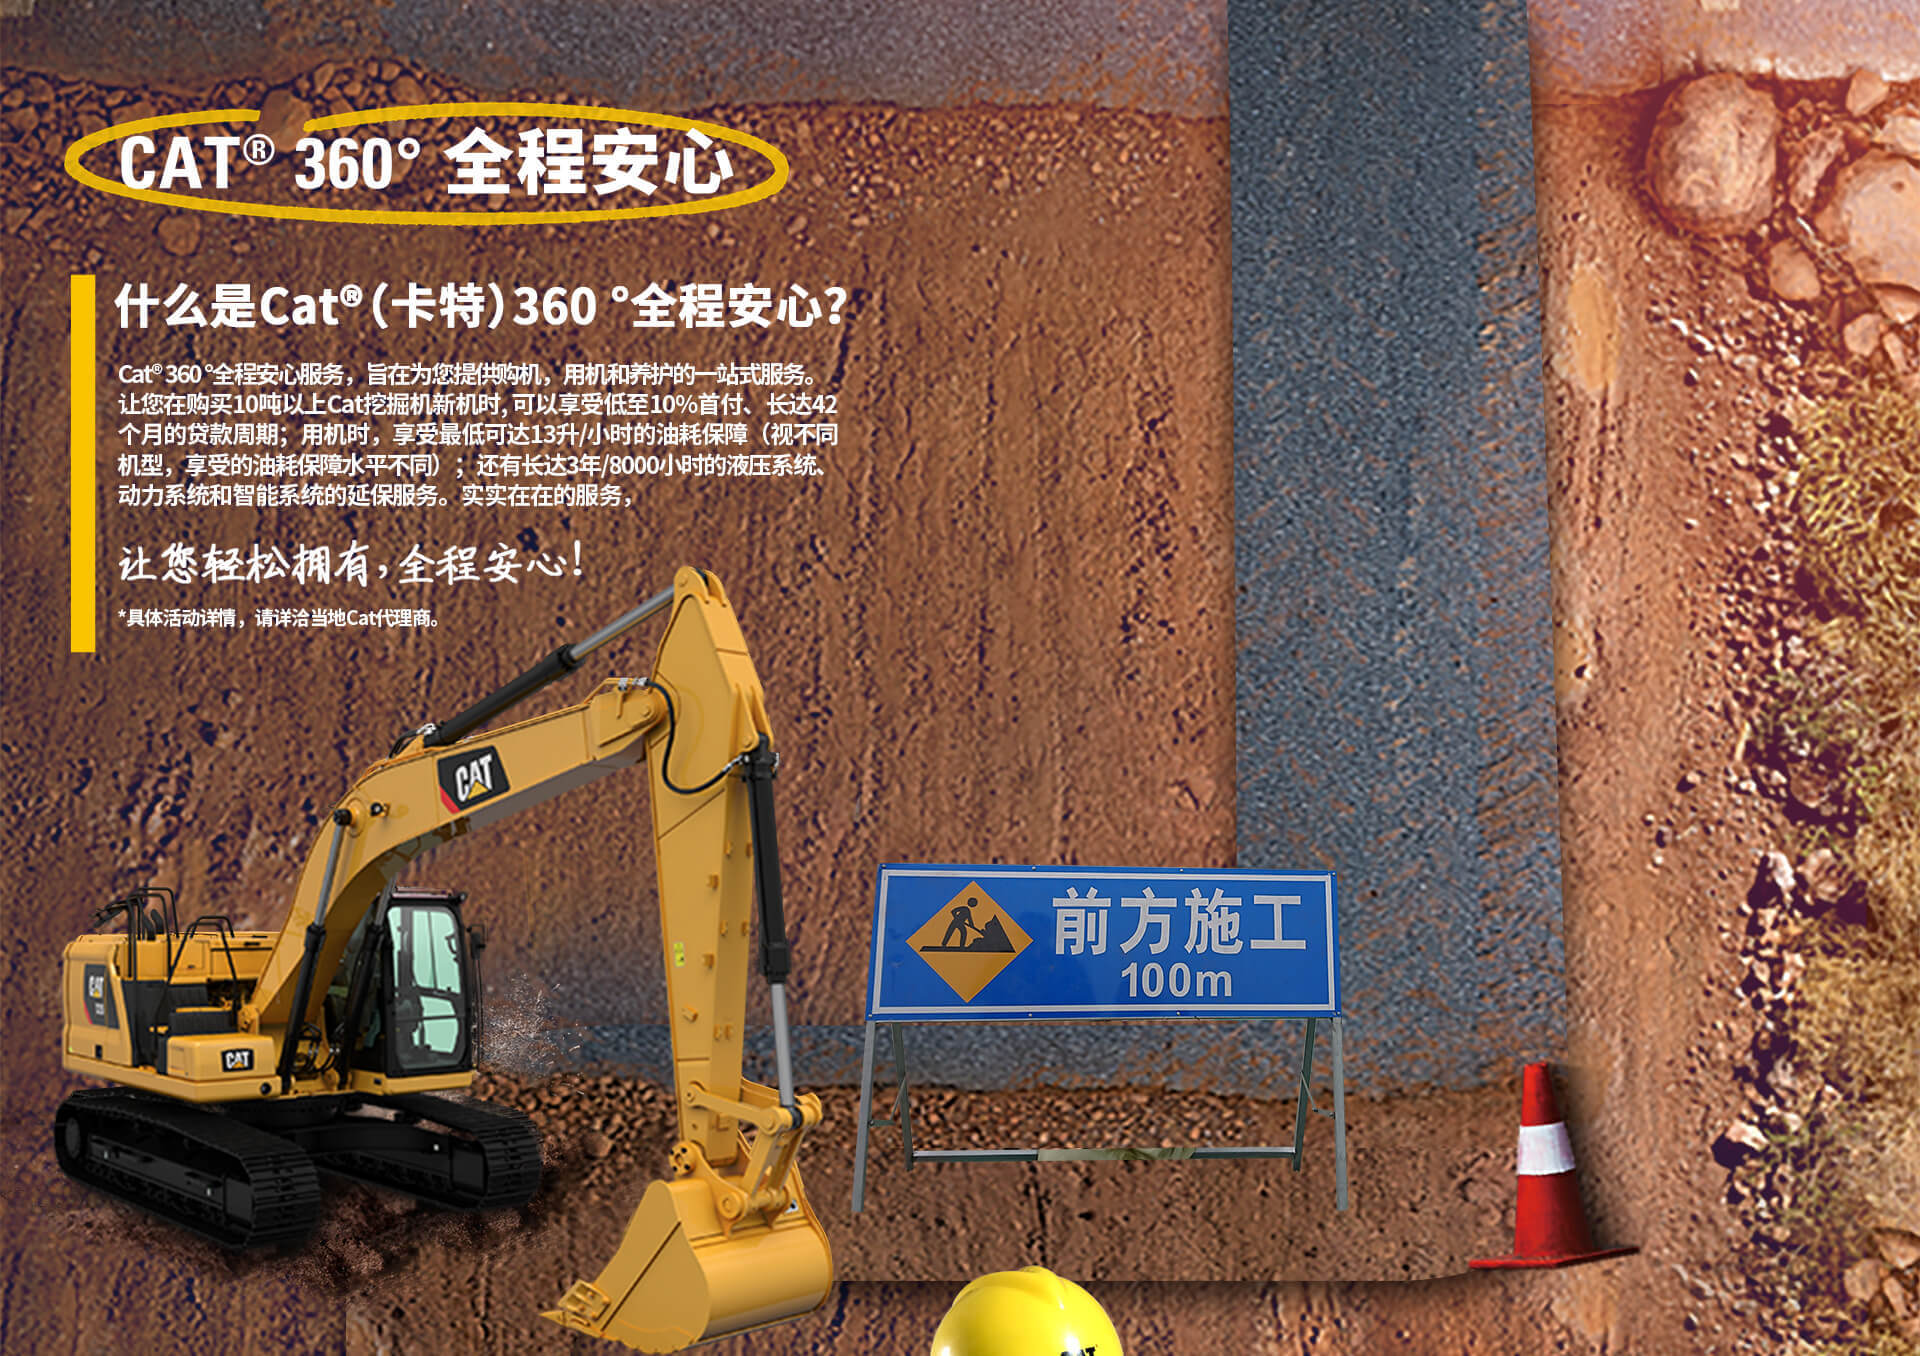 CAT® 360° 全程安心
什么是Cat®（卡特）360 °全程安心？
Cat® 360 °全程安心服务，旨在为您提供购机，用机和养护的一站式服务。
让您在购买10吨以上Cat挖掘机新机时, 可以享受低至10%首付、长达42
个月的贷款周期；用机时，享受最低可达13升/小时的油耗保障（视不同
机型，享受的油耗保障水平不同）；还有长达3年/8000小时的液压系统、
动力系统和智能系统的延保服务。实实在在的服务，
让您轻松拥有，全程安心！
*具体活动详情，请详洽当地Cat代理商。
CAT
前方施工
100m
CAT
CAT